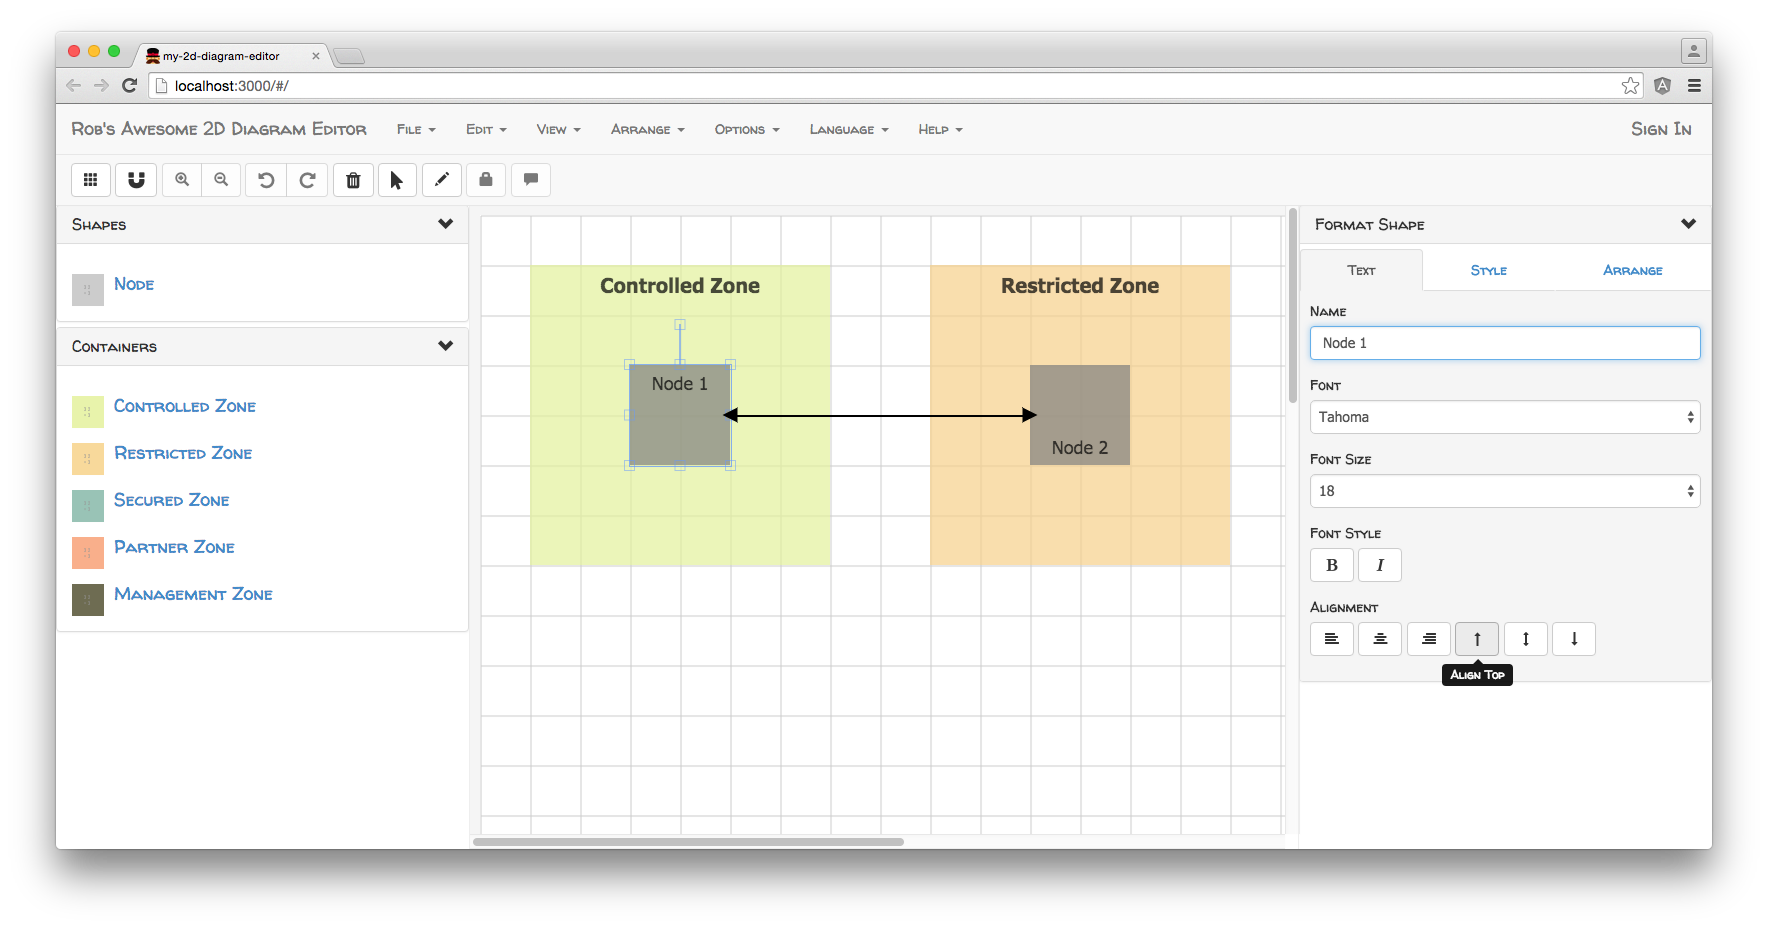 my-2d-diagram-editor
localhost:3000/#/
Rob's Awesome 2D Diagram Editor File Edit View Arrange Options Language Help Sign In
Shapes
Node
Containers
Controlled Zone
Restricted Zone
Secured Zone
Partner Zone
Management Zone
Controlled Zone
Restricted Zone
Node 1
Node 2
Format Shape
Text Style Arrange
Name
Node 1
Font
Tahoma
Font Size
18
Font Style
B I
Alignment
Align Top